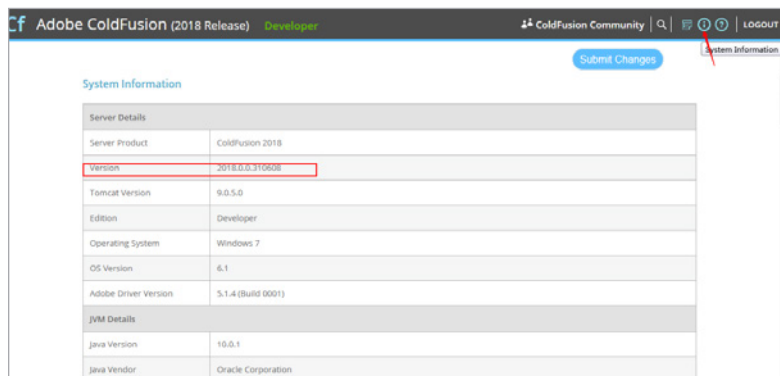 Cf Adobe ColdFusion (2018 Release) Developer ColdFusion Community LOGOUT
System Information
Submit Changes
System Information
Server Details
Server Product ColdFusion 2018
Version 2018.0.0.310608
Tomcat Version 9.0.5.0
Edition Developer
Operating System Windows 7
OS Version 6.1
Adobe Driver Version 5.1.4 (Build 0001)
JVM Details
Java Version 10.0.1
Java Vendor Oracle Corporation